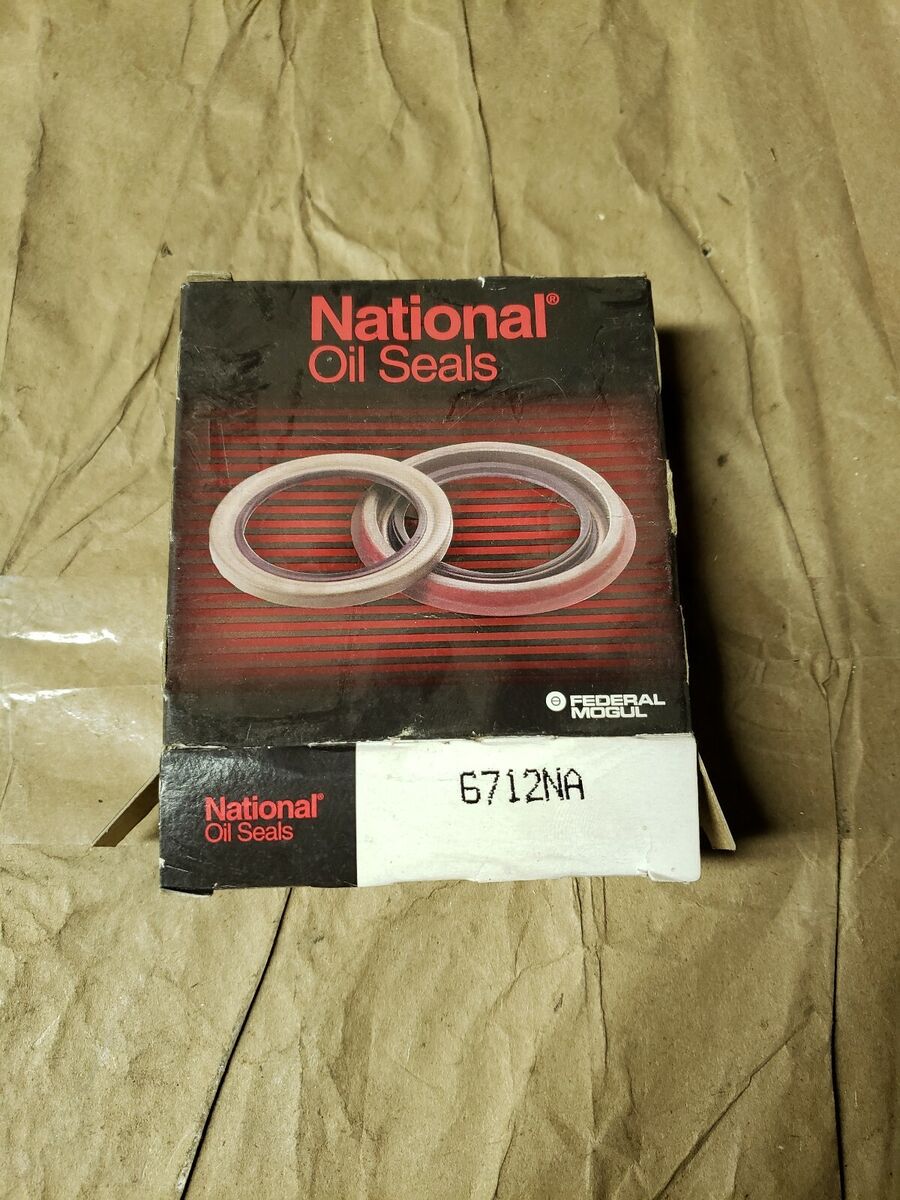 National®
Oil Seals
FEDERAL
MOGUL
6712NA
National®
Oil Seals